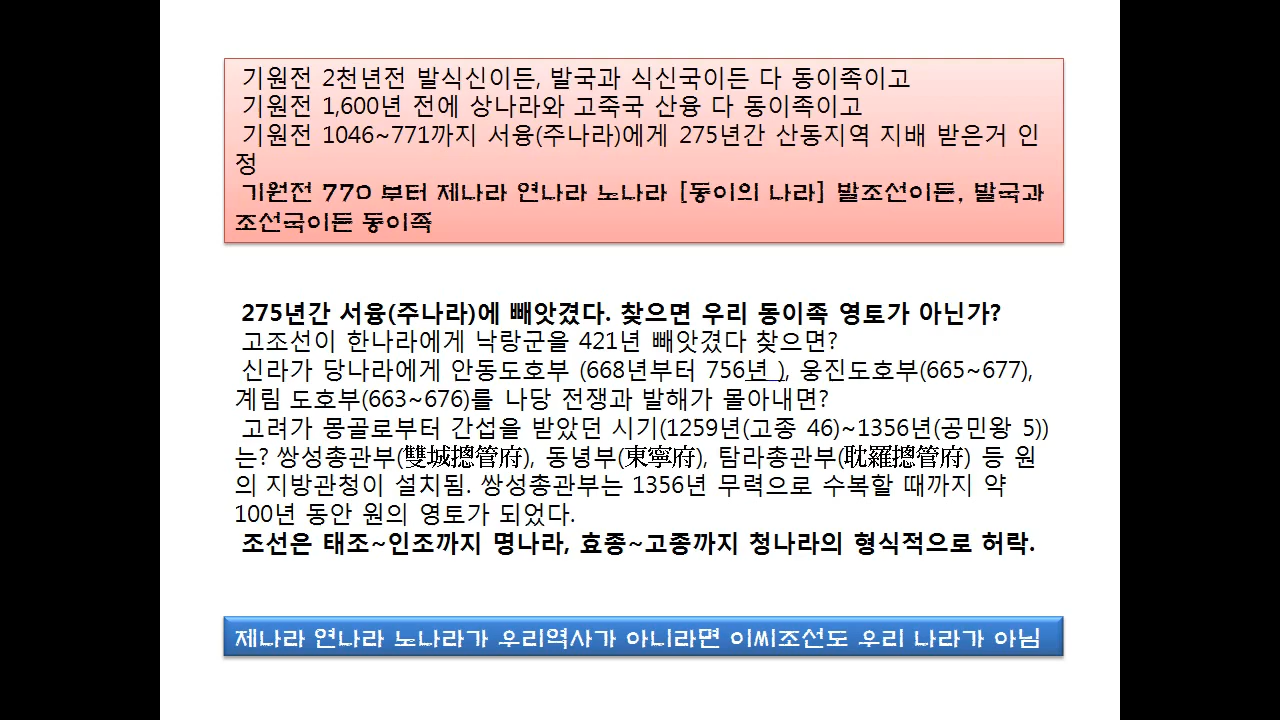 기원전 2천년전 발식신이든, 발국과 식신국이든 다 동이족이고
기원전 1,600년 전에 상나라와 고죽국 산융 다 동이족이고
기원전 1046~771까지 서융(주나라)에게 275년간 산동지역 지배 받은거 인
정
기원전 770 부터 제나라 연나라 노나라 [동이의 나라] 발조선이든, 발국과
조선국이든 동이족
275년간 서융(주나라)에 빼앗겼다. 찾으면 우리 동이족 영토가 아닌가?
고조선이 한나라에게 낙랑군을 421년 빼앗겼다 찾으면?
신라가 당나라에게 안동도호부 (668년부터 756년 ), 웅진도호부(665~677),
계림 도호부(663~676)를 나당 전쟁과 발해가 몰아내면?
고려가 몽골로부터 간섭을 받았던 시기(1259년(고종 46)~1356년(공민왕 5))
는? 쌍성총관부(雙城摠管府), 동녕부(東寧府), 탐라총관부(耽羅摠管府) 등 원
의 지방관청이 설치됨. 쌍성총관부는 1356년 무력으로 수복할 때까지 약
100년 동안 원의 영토가 되었다.
조선은 태조~인조까지 명나라, 효종~고종까지 청나라의 형식적으로 허락.
제나라 연나라 노나라가 우리역사가 아니라면 이씨조선도 우리 나라가 아님